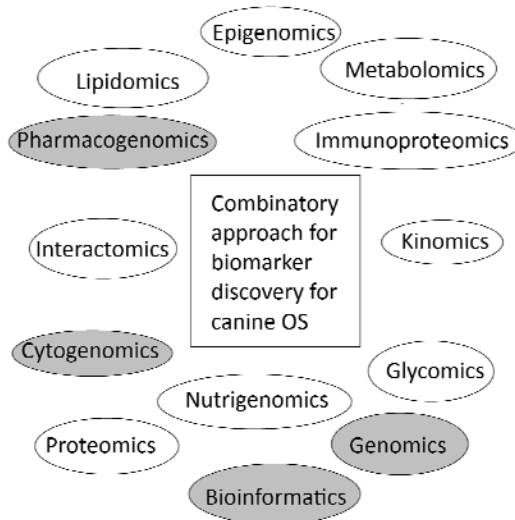 Epigenomics
Lipidomics
Metabolomics
Pharmacogenomics
Immunoproteomics
Combinatory
approach for
biomarker
discovery for
canine OS
Interactomics
Kinomics
Cytogenomics
Glycomics
Nutrigenomics
Proteomics
Genomics
Bioinformatics